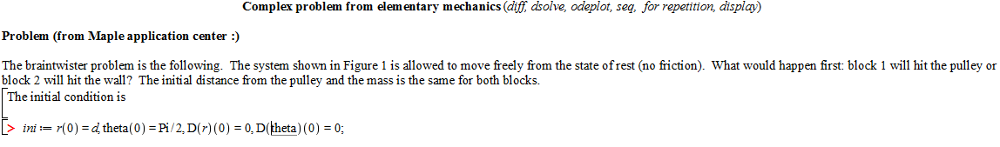 Complex problem from elementary mechanics (diff, dsolve, odeplot, seq, for repetition, display)
Problem (from Maple application center :)
The braintwister problem is the following. The system shown in Figure 1 is allowed to move freely from the state of rest (no friction). What would happen first: block 1 will hit the pulley or
block 2 will hit the wall? The initial distance from the pulley and the mass is the same for both blocks.
The initial condition is
> ini := r(0) = d, theta(0) = Pi/2, D(r)(0) = 0, D(theta)(0) = 0;